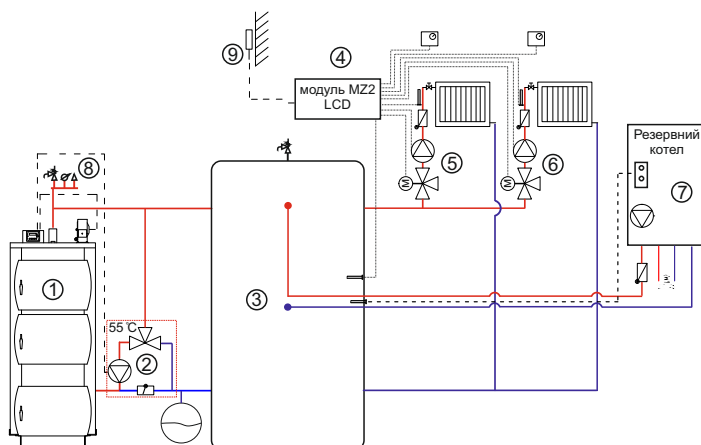 ⑨
④
модуль MZ2
LCD
M
⑤
M
⑥
Резервний
котел
⑦
⑧
①
55 ℃
②
③